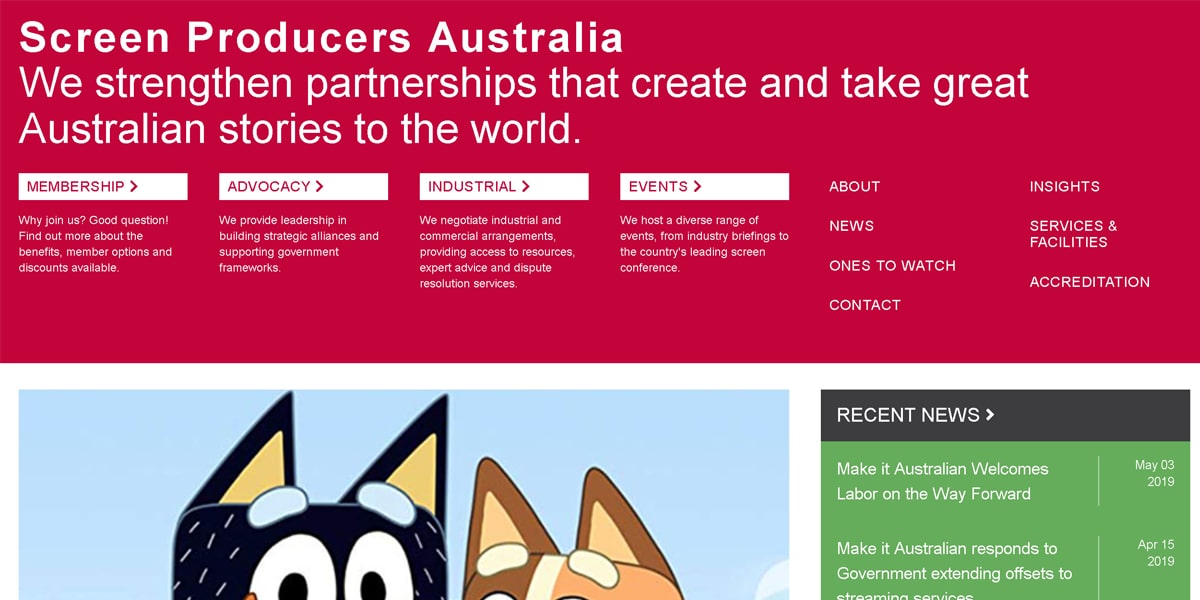 Screen Producers Australia
We strengthen partnerships that create and take great
Australian stories to the world.
MEMBERSHIP
Why join us? Good question!
Find out more about the
benefits, member options and
discounts available.
ADVOCACY
We provide leadership in
building strategic alliances and
supporting government
frameworks.
INDUSTRIAL
We negotiate industrial and
commercial arrangements,
providing access to resources,
expert advice and dispute
resolution services.
EVENTS
We host a diverse range of
events, from industry briefings to
the country's leading screen
conference.
ABOUT
NEWS
ONES TO WATCH
CONTACT
INSIGHTS
SERVICES &
FACILITIES
ACCREDITATION
RECENT NEWS
Make it Australian Welcomes
Labor on the Way Forward
May 03
2019
Make it Australian responds to
Government extending offsets to
streaming services
Apr 15
2019